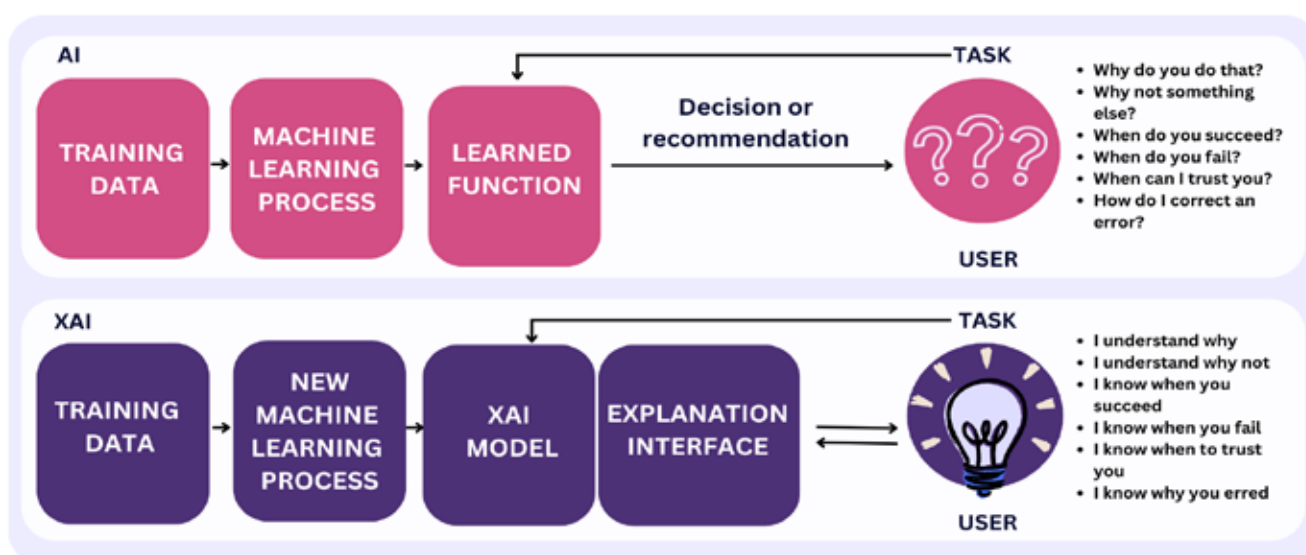 AI
TASK
TRAINING
DATA
MACHINE
LEARNING
PROCESS
LEARNED
FUNCTION
Decision or
recommendation
???
USER
• Why do you do that?
• Why not something
else?
• When do you succeed?
• When do you fail?
• When can I trust you?
• How do I correct an
error?
XAI
TASK
TRAINING
DATA
NEW
MACHINE
LEARNING
PROCESS
XAI
MODEL
EXPLANATION
INTERFACE
USER
• I understand why
• I understand why not
• I know when you
succeed
• I know when you fail
• I know when to trust
you
• I know why you erred